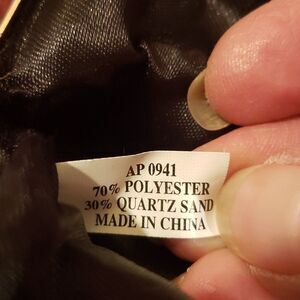 AP 0941
70% POLYESTER
30% QUARTZ SAND
MADE IN CHINA